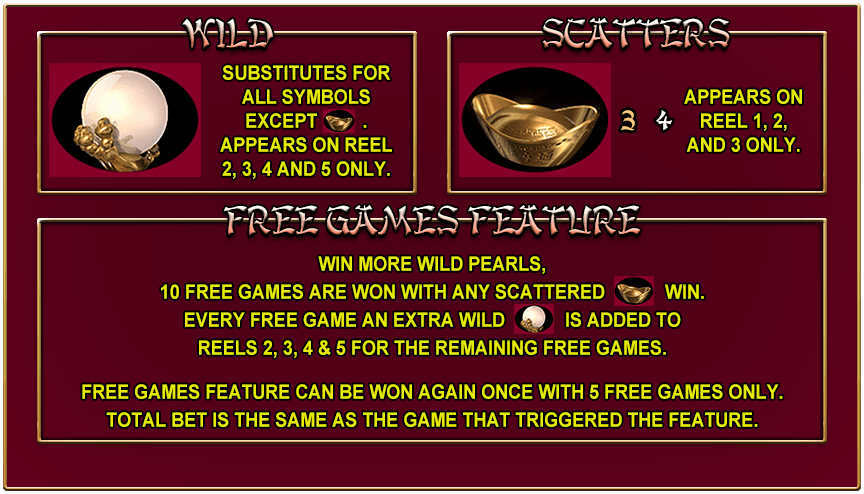 WILD
SUBSTITUTES FOR
ALL SYMBOLS
EXCEPT .
APPEARS ON REEL
2, 3, 4 AND 5 ONLY.
SCATTERS
3 4
APPEARS ON
REEL 1, 2,
AND 3 ONLY.
FREE GAMES FEATURE
WIN MORE WILD PEARLS,
10 FREE GAMES ARE WON WITH ANY SCATTERED WIN.
EVERY FREE GAME AN EXTRA WILD IS ADDED TO
REELS 2, 3, 4 & 5 FOR THE REMAINING FREE GAMES.
FREE GAMES FEATURE CAN BE WON AGAIN ONCE WITH 5 FREE GAMES ONLY.
TOTAL BET IS THE SAME AS THE GAME THAT TRIGGERED THE FEATURE.